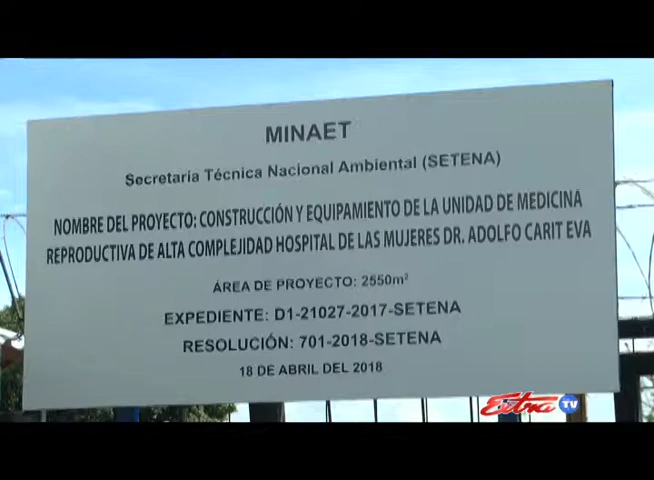 MINAET
Secretaría Técnica Nacional Ambiental (SETENA)
NOMBRE DEL PROYECTO: CONSTRUCCIÓN Y EQUIPAMIENTO DE LA UNIDAD DE MEDICINA
REPRODUCTIVA DE ALTA COMPLEJIDAD HOSPITAL DE LAS MUJERES DR. ADOLFO CARIT EVA
ÁREA DE PROYECTO: 2550m²
EXPEDIENTE: D1-21027-2017-SETENA
RESOLUCIÓN: 701-2018-SETENA
18 DE ABRIL DEL 2018
Extra TV